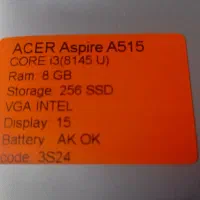 ACER Aspire A515
CORE i3(8145 U)
Ram: 8 GB
Storage: 256 SSD
VGA INTEL
Display: 15
Battery AK OK
code: 3S24